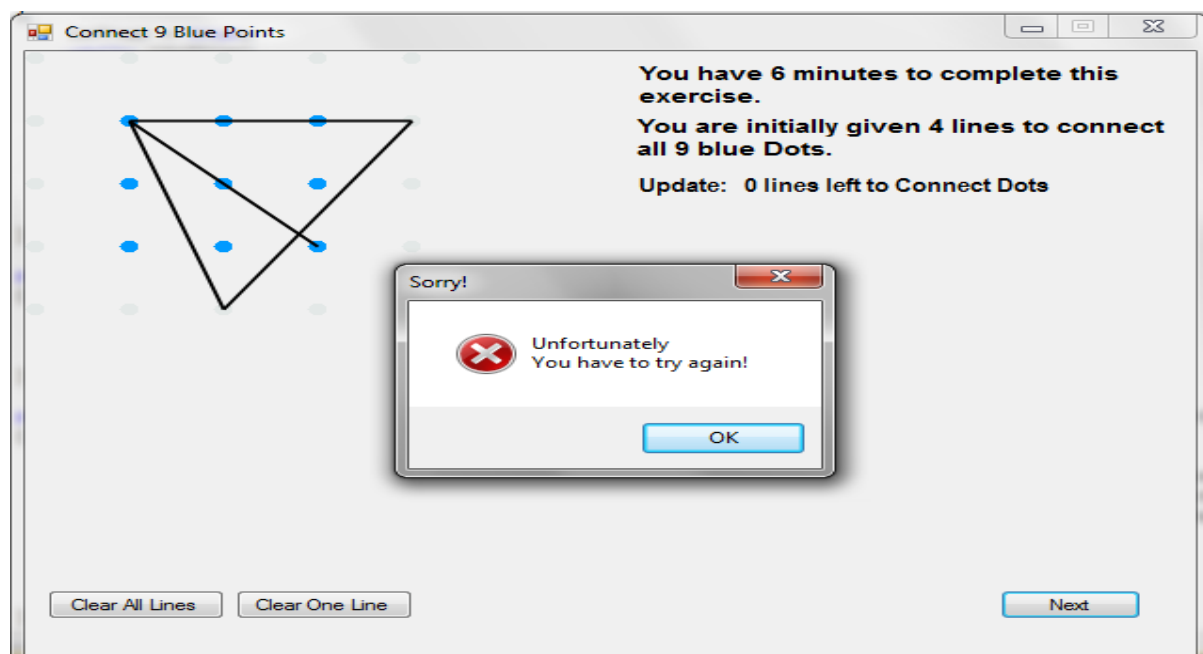 Connect 9 Blue Points
You have 6 minutes to complete this
exercise.
You are initially given 4 lines to connect
all 9 blue Dots.
Update: 0 lines left to Connect Dots
Sorry!
Unfortunately
You have to try again!
OK
Clear All Lines
Clear One Line
Next